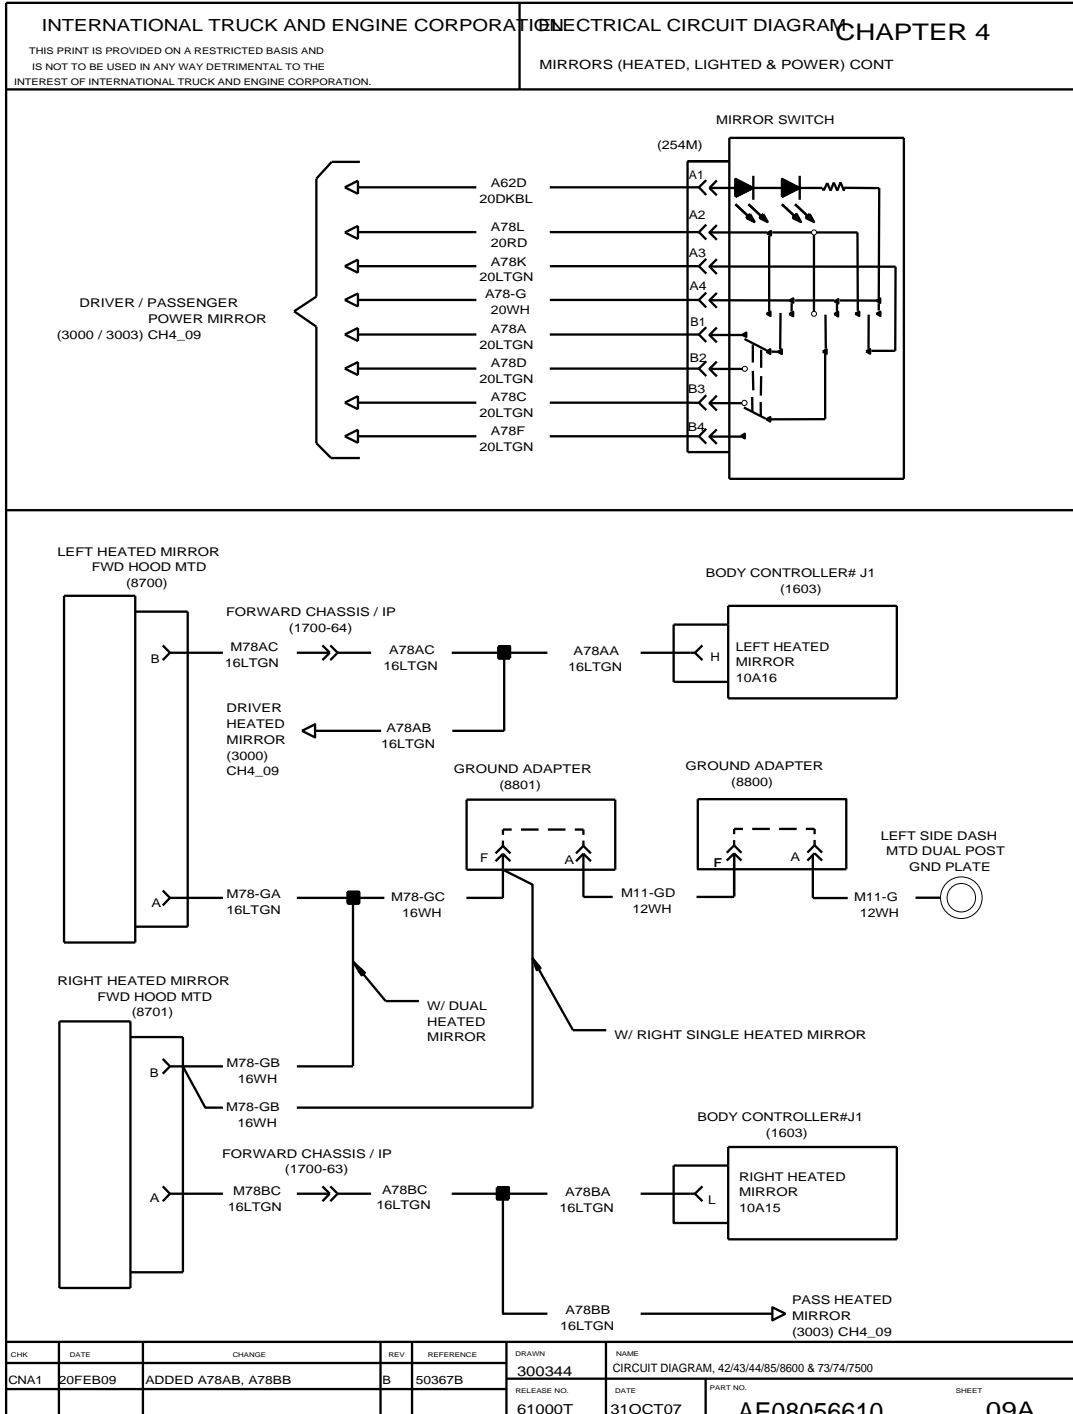 INTERNATIONAL TRUCK AND ENGINE CORPORATION
ELECTRICAL CIRCUIT DIAGRAM
CHAPTER 4
THIS PRINT IS PROVIDED ON A RESTRICTED BASIS AND
IS NOT TO BE USED IN ANY WAY DETRIMENTAL TO THE
INTEREST OF INTERNATIONAL TRUCK AND ENGINE CORPORATION.
MIRRORS (HEATED, LIGHTED & POWER) CONT
MIRROR SWITCH
(254M)
A62D
20DKBL
A1
A78L
20RD
A2
A78K
20LTGN
A3
A78-G
20WH
A4
A78A
20LTGN
B1
A78D
20LTGN
B2
A78C
20LTGN
B3
A78F
20LTGN
B4
DRIVER / PASSENGER
POWER MIRROR
(3000 / 3003) CH4_09
LEFT HEATED MIRROR
FWD HOOD MTD
(8700)
B
M78AC
16LTGN
FORWARD CHASSIS / IP
(1700-64)
A78AC
16LTGN
A78AA
16LTGN
BODY CONTROLLER# J1
(1603)
H
LEFT HEATED
MIRROR
10A16
DRIVER
HEATED
MIRROR
(3000)
CH4_09
A78AB
16LTGN
GROUND ADAPTER
(8801)
F
A
GROUND ADAPTER
(8800)
F
A
LEFT SIDE DASH
MTD DUAL POST
GND PLATE
A
M78-GA
16LTGN
M78-GC
16WH
M11-GD
12WH
M11-G
12WH
RIGHT HEATED MIRROR
FWD HOOD MTD
(8701)
W/ DUAL
HEATED
MIRROR
W/ RIGHT SINGLE HEATED MIRROR
B
M78-GB
16WH
M78-GB
16WH
FORWARD CHASSIS / IP
(1700-63)
A
M78BC
16LTGN
A78BC
16LTGN
A78BA
16LTGN
BODY CONTROLLER#J1
(1603)
L
RIGHT HEATED
MIRROR
10A15
A78BB
16LTGN
PASS HEATED
MIRROR
(3003) CH4_09
CHK DATE CHANGE REV REFERENCE
CNA1 20FEB09 ADDED A78AB, A78BB B 50367B
DRAWN
300344
NAME
CIRCUIT DIAGRAM, 42/43/44/85/8600 & 73/74/7500
RELEASE NO.
61000T
DATE
31OCT07
PART NO.
AE08056610
SHEET
09A